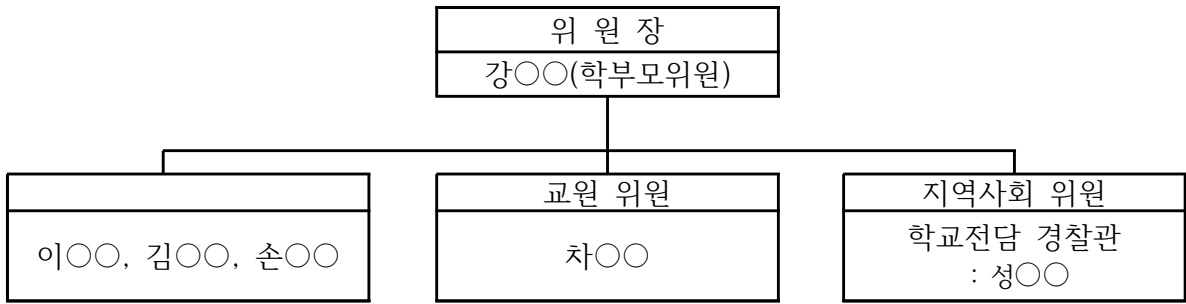 위 원 장
강○○(학부모위원)
교원 위원
지역사회 위원
이○○, 김○○, 손○○
차○○
학교전담 경찰관
: 성○○